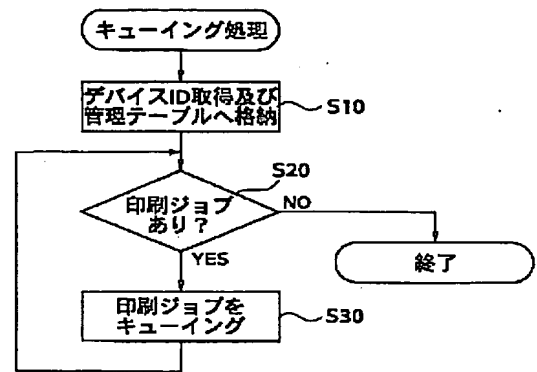 キューイング処理
デバイスID取得及び
管理テーブルへ格納
S10
S20
印刷ジョブ
あり？
NO
YES
終了
印刷ジョブを
キューイング
S30